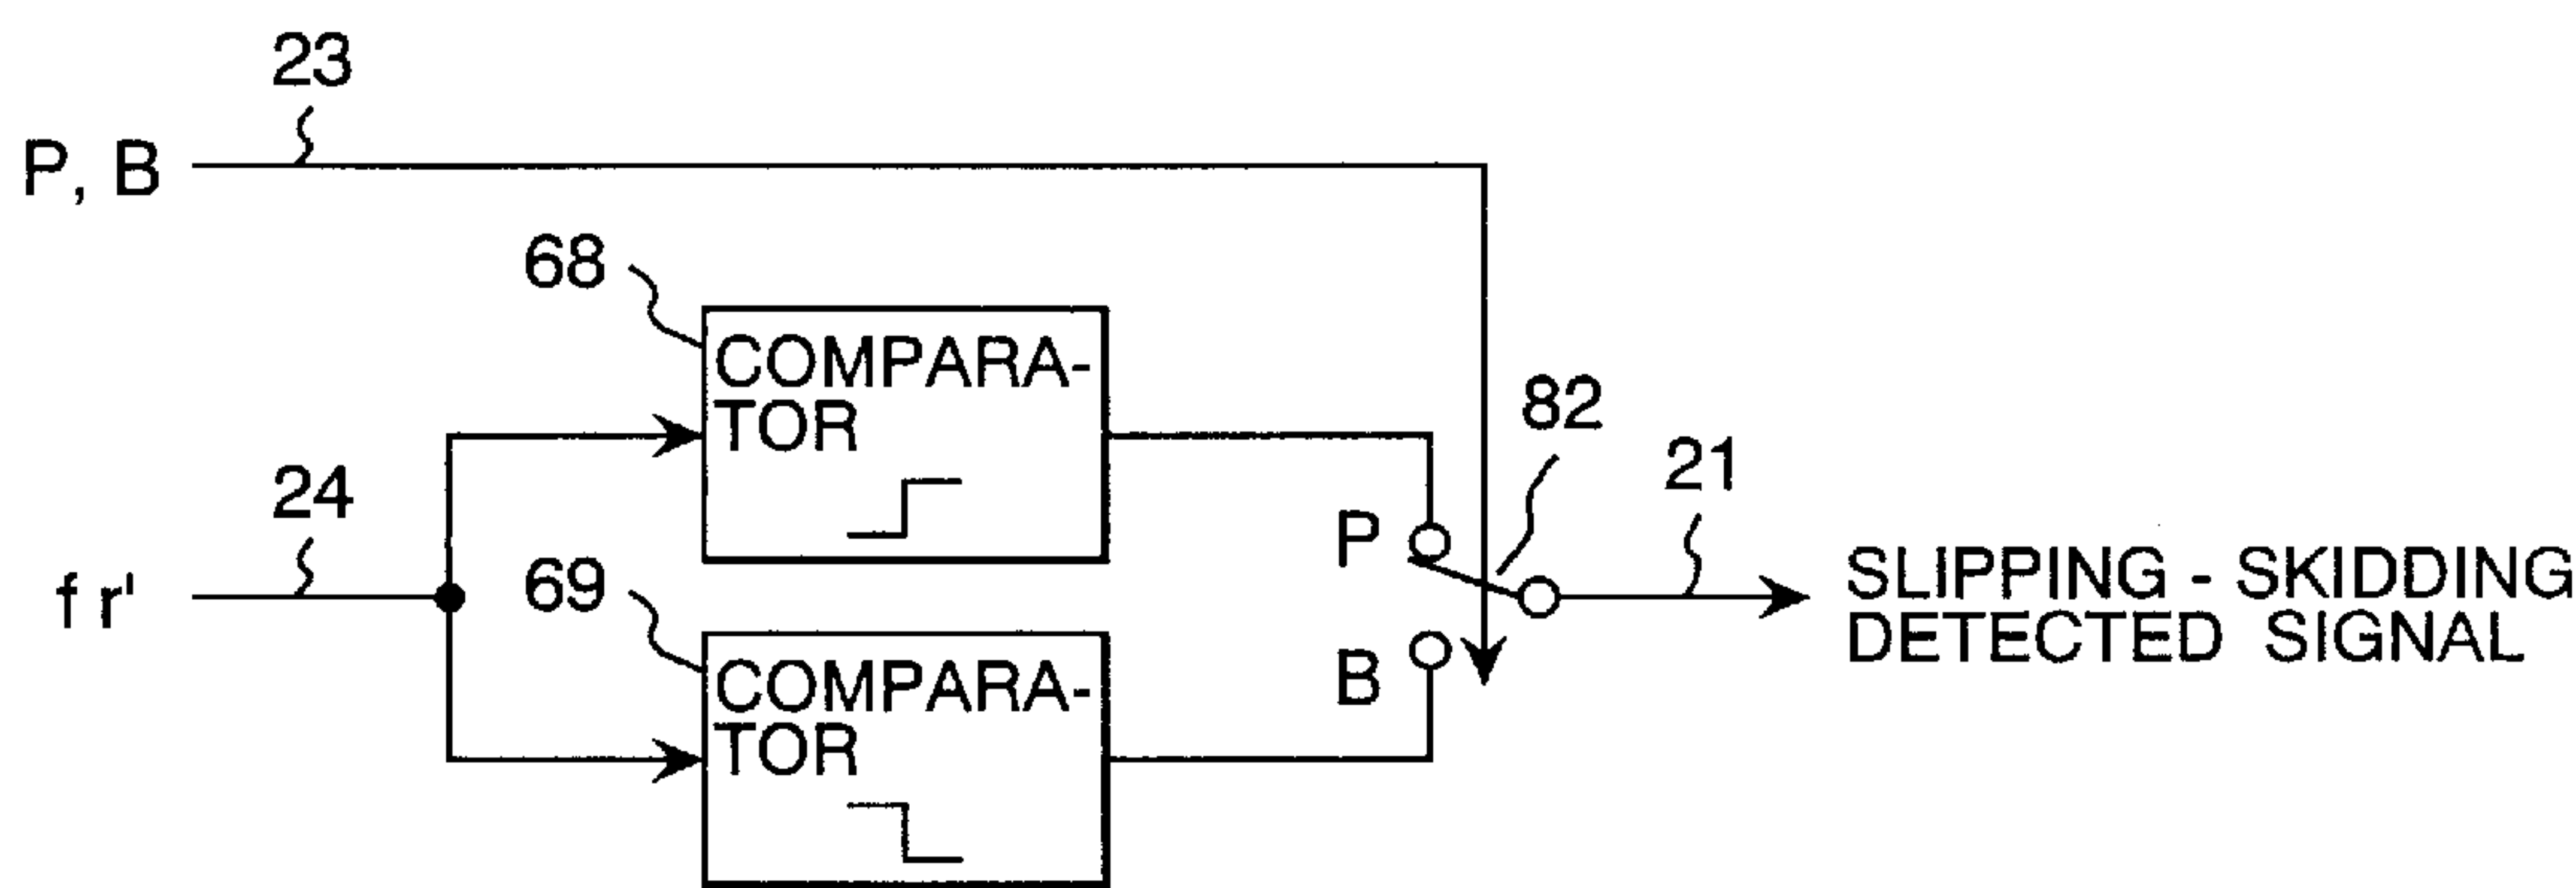 23
P, B
68
COMPARA-
TOR
82
24
21
P
f r'
69
SLIPPING - SKIDDING
DETECTED SIGNAL
B
COMPARA-
TOR